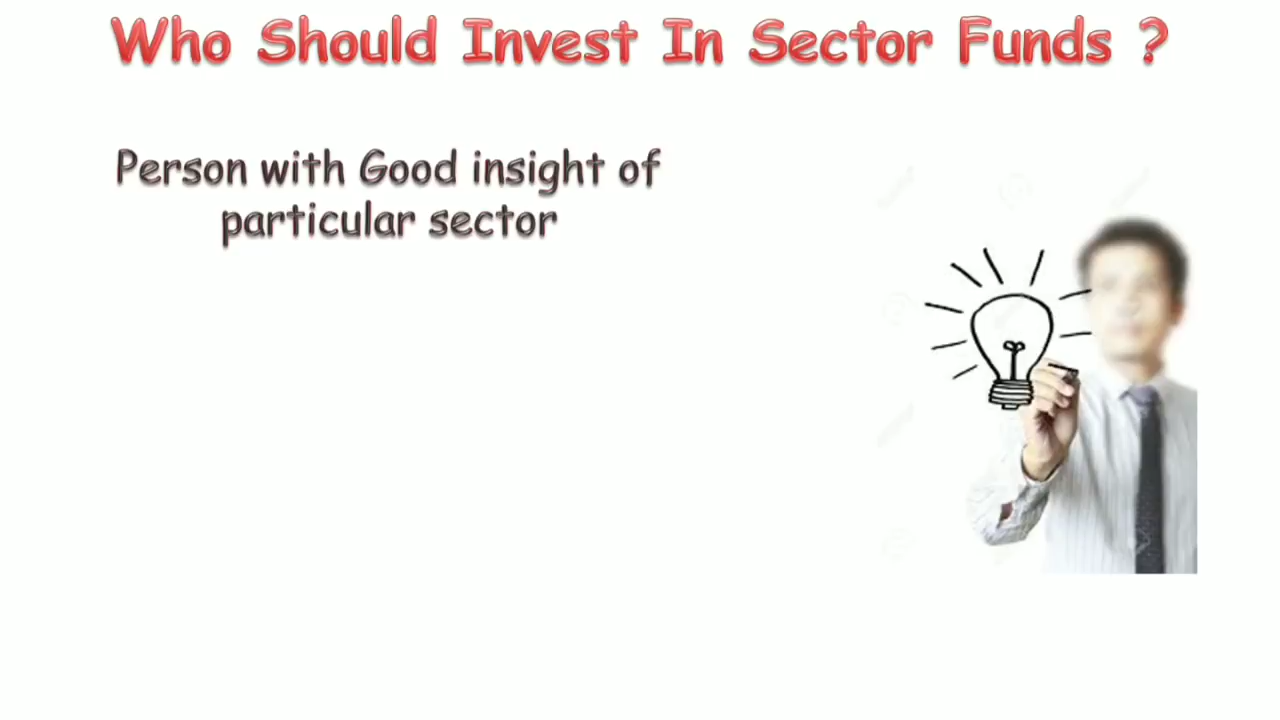 Who Should Invest In Sector Funds ?
Person with Good insight of
particular sector